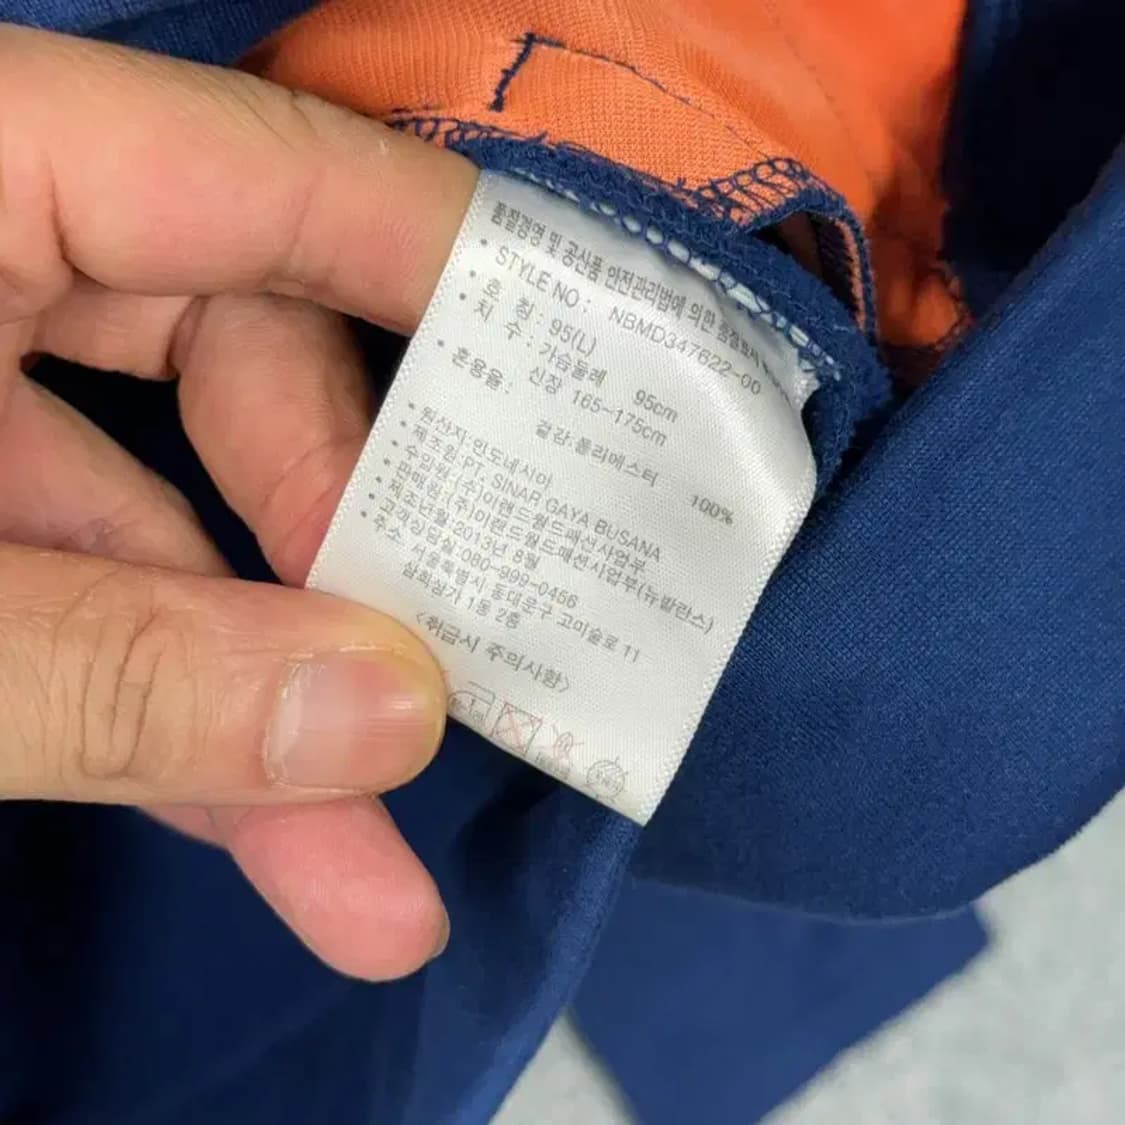 품질경영 및 공산품 안전관리법에 의한 품질표시
• STYLE NO : NBMD347622-00
• 호 칭 : 95(L)
• 치 수 : 가슴둘레 95cm
신장 165-175cm
• 혼용율 : 겉감:폴리에스터 100%
• 원산지:인도네시아
• 제조원:PT. SINAR GAYA BUSANA
• 수입원:(주)이랜드월드패션사업부
• 판매원:(주)이랜드월드패션사업부(뉴발란스)
• 제조년월:2013년 8월
• 고객상담실 080-999-0456
• 주소 서울특별시 동대문구 고미술로 11
삼희상가 1동 2층
<취급시 주의사항>